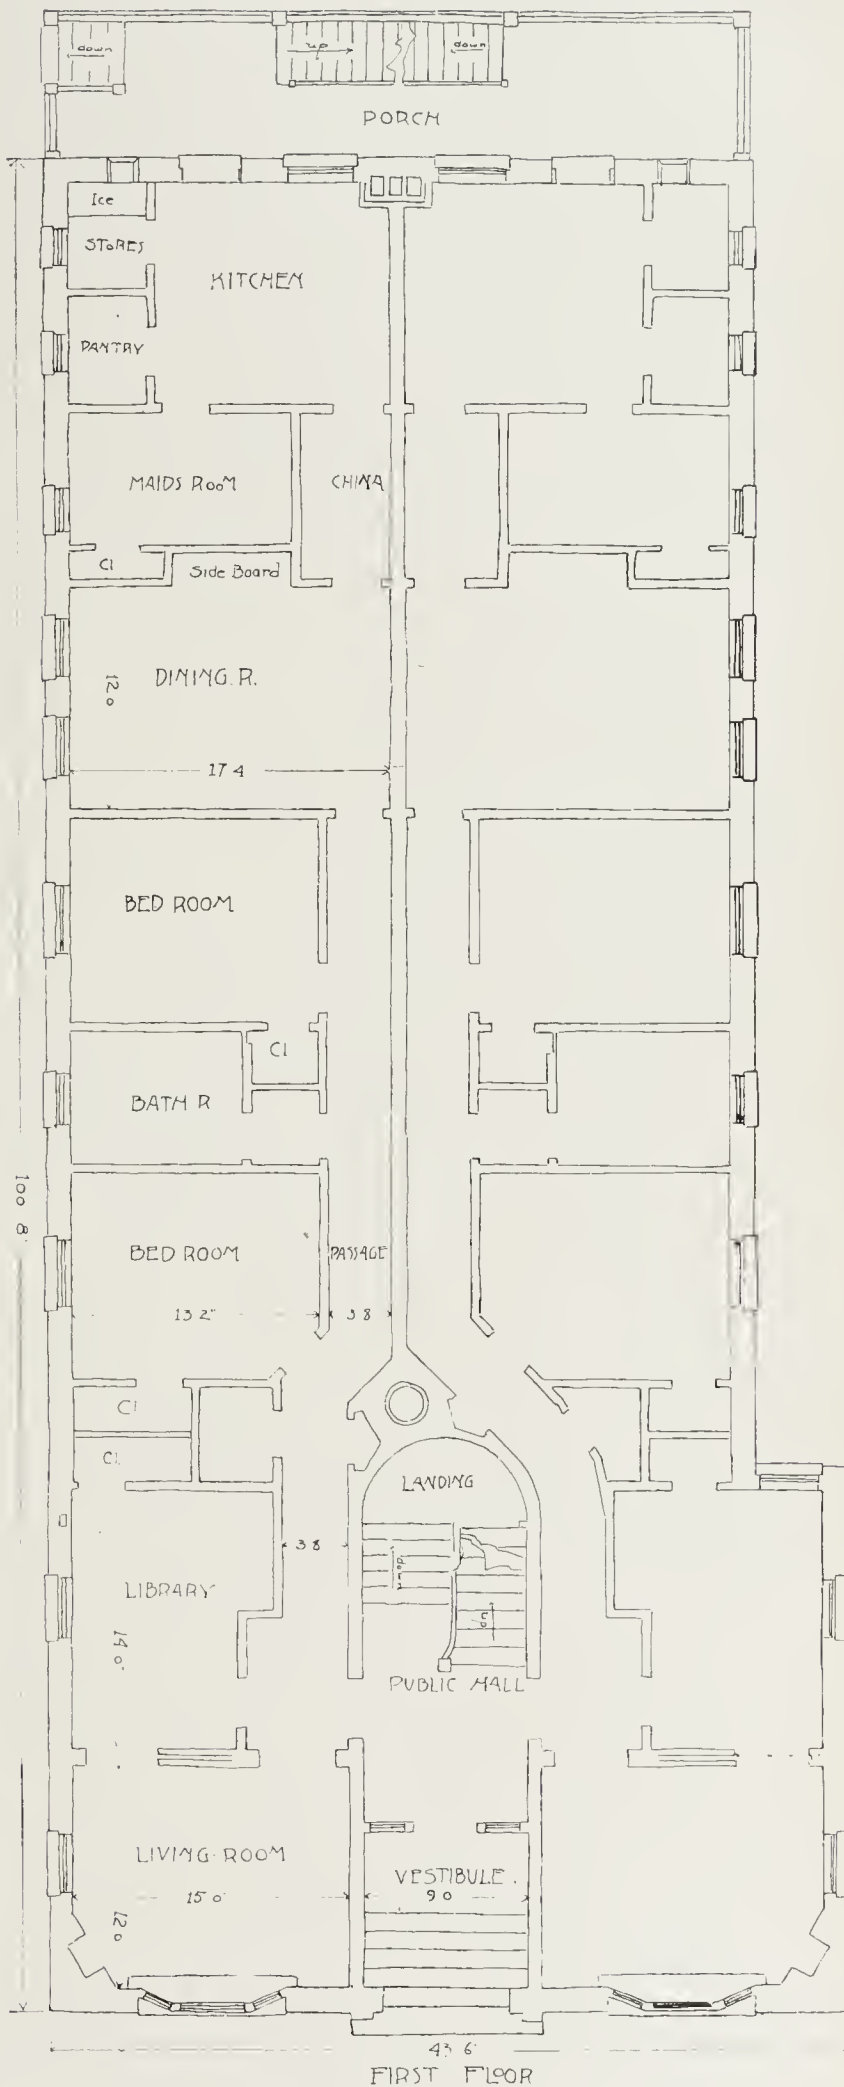 down
up
down
PORCH
Ice
STORES
KITCHEN
PANTRY
MAIDS ROOM
CHINA
Cl
Side Board
DINING. R.
12 0
17 4
BED ROOM
Cl
BATH R
100 8
BED ROOM
PASSAGE
13 2"
3 8
Cl
Cl.
LANDING
3 8
down
LIBRARY
up
14 0
PUBLIC HALL
LIVING ROOM
VESTIBULE.
15 0
9 0
12 0
43 6
FIRST FLOOR